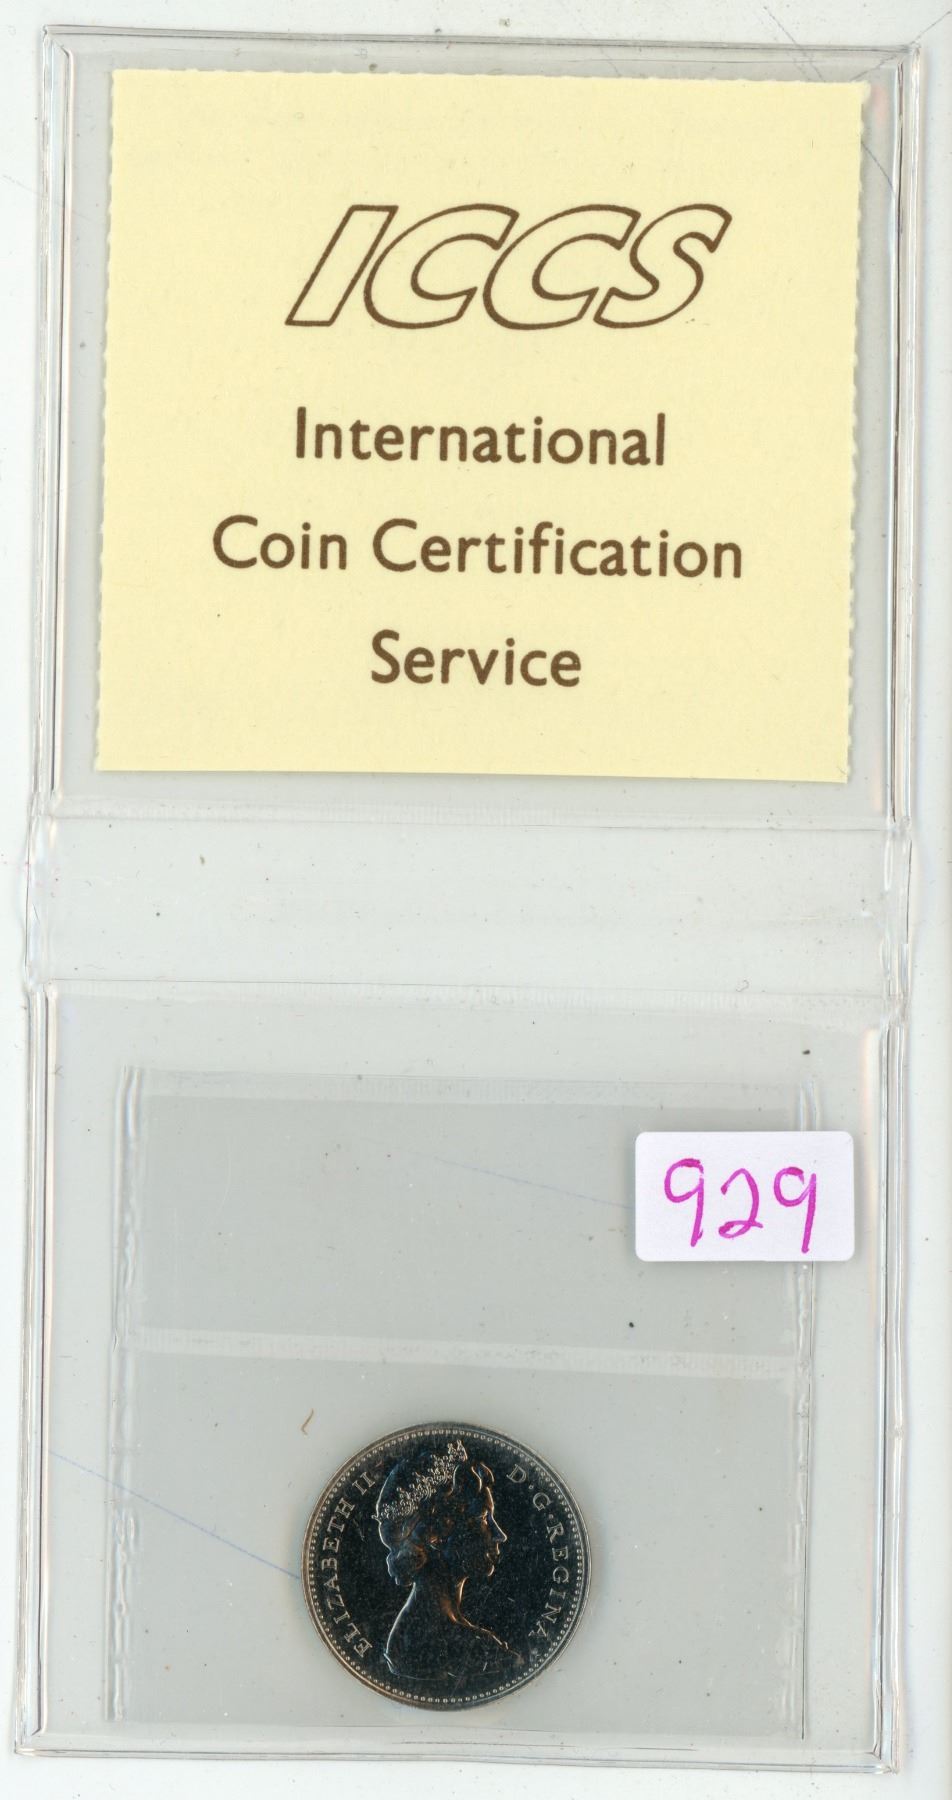 ICCS
International
Coin Certification
Service
929
ELIZABETH II D·G·REGINA